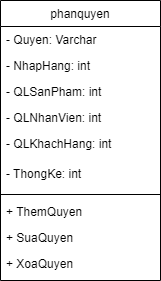 phanquyen
- Quyen: Varchar
- NhapHang: int
- QLSanPham: int
- QLNhanVien: int
- QLKhachHang: int
- ThongKe: int
+ ThemQuyen
+ SuaQuyen
+ XoaQuyen